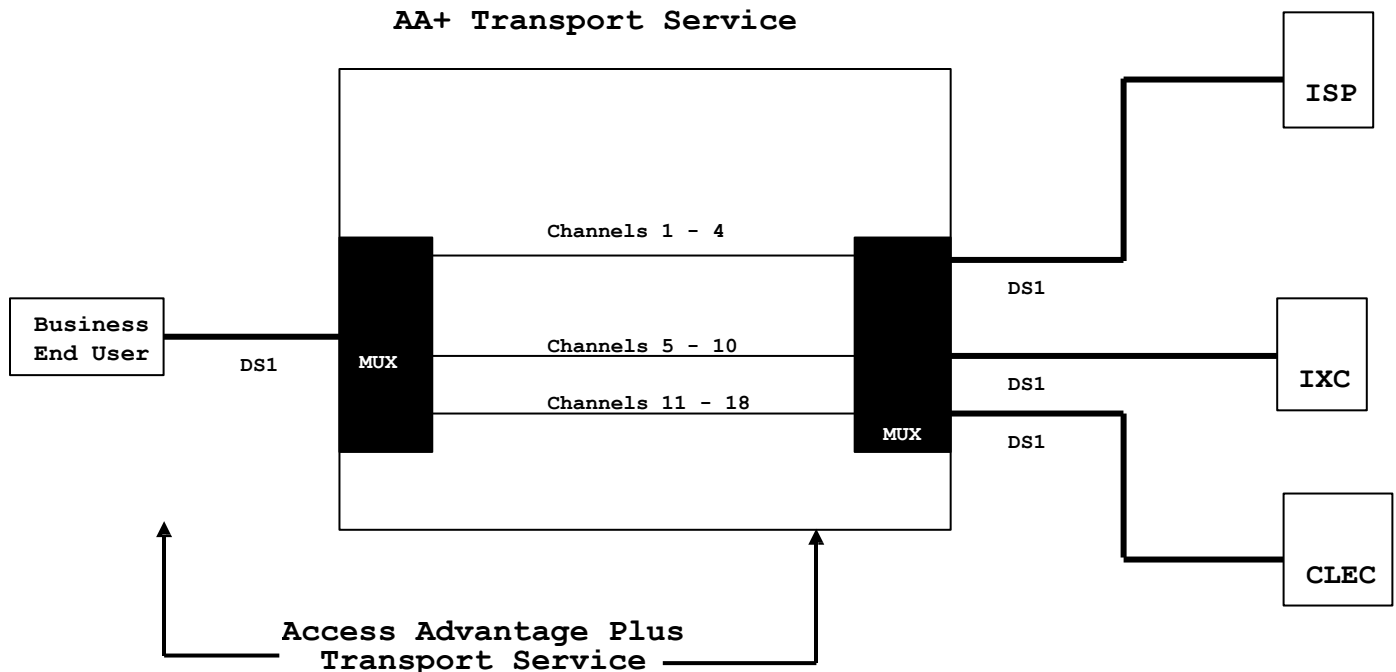 AA+ Transport Service
ISP
Channels 1 - 4
DS1
Business
End User
DS1
MUX
Channels 5 - 10
DS1
IXC
Channels 11 - 18
MUX
DS1
CLEC
Access Advantage Plus
Transport Service